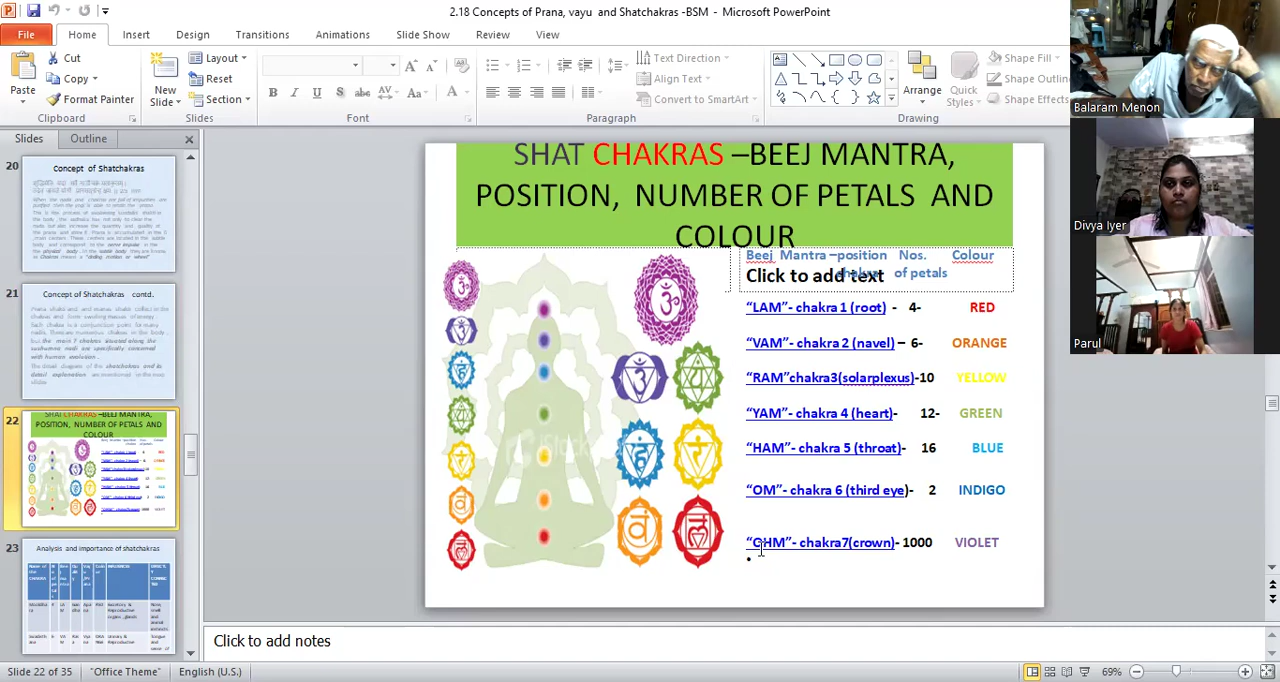 2.18 Concepts of Prana, vayu and Shatchakras -BSM - Microsoft PowerPoint
File Home Insert Design Transitions Animations Slide Show Review View
Paste
Cut
Copy
Format Painter
Clipboard
New Slide
Layout
Reset
Section
Slides
B I U S abc AV Aa A
Font
Text Direction
Align Text
Convert to SmartArt
Paragraph
Arrange
Quick Styles
Shape Fill
Shape Outlin
Shape Effects
Drawing
Balaram Menon
Divya Iyer
Parul
Slides Outline
20
Concept of Shatchakras
21
Concept of Shatchakras contd.
22
SHAT CHAKRAS –BEEJ MANTRA,
POSITION, NUMBER OF PETALS AND
COLOUR
23
Analysis and importance of shatchakras
SHAT CHAKRAS –BEEJ MANTRA,
POSITION, NUMBER OF PETALS AND
COLOUR
Beej Mantra –position Nos. Colour
chakra of petals
Click to add text
“LAM”- chakra 1 (root) - 4- RED
“VAM”- chakra 2 (navel) – 6- ORANGE
“RAM”chakra3(solarplexus)-10 YELLOW
“YAM”- chakra 4 (heart)- 12- GREEN
“HAM”- chakra 5 (throat)- 16 BLUE
“OM”- chakra 6 (third eye)- 2 INDIGO
“OHM”- chakra7(crown)- 1000 VIOLET
ॐ
हं
यं
रं
वं
लं
Click to add notes
Slide 22 of 35 "Office Theme" English (U.S.) 69%